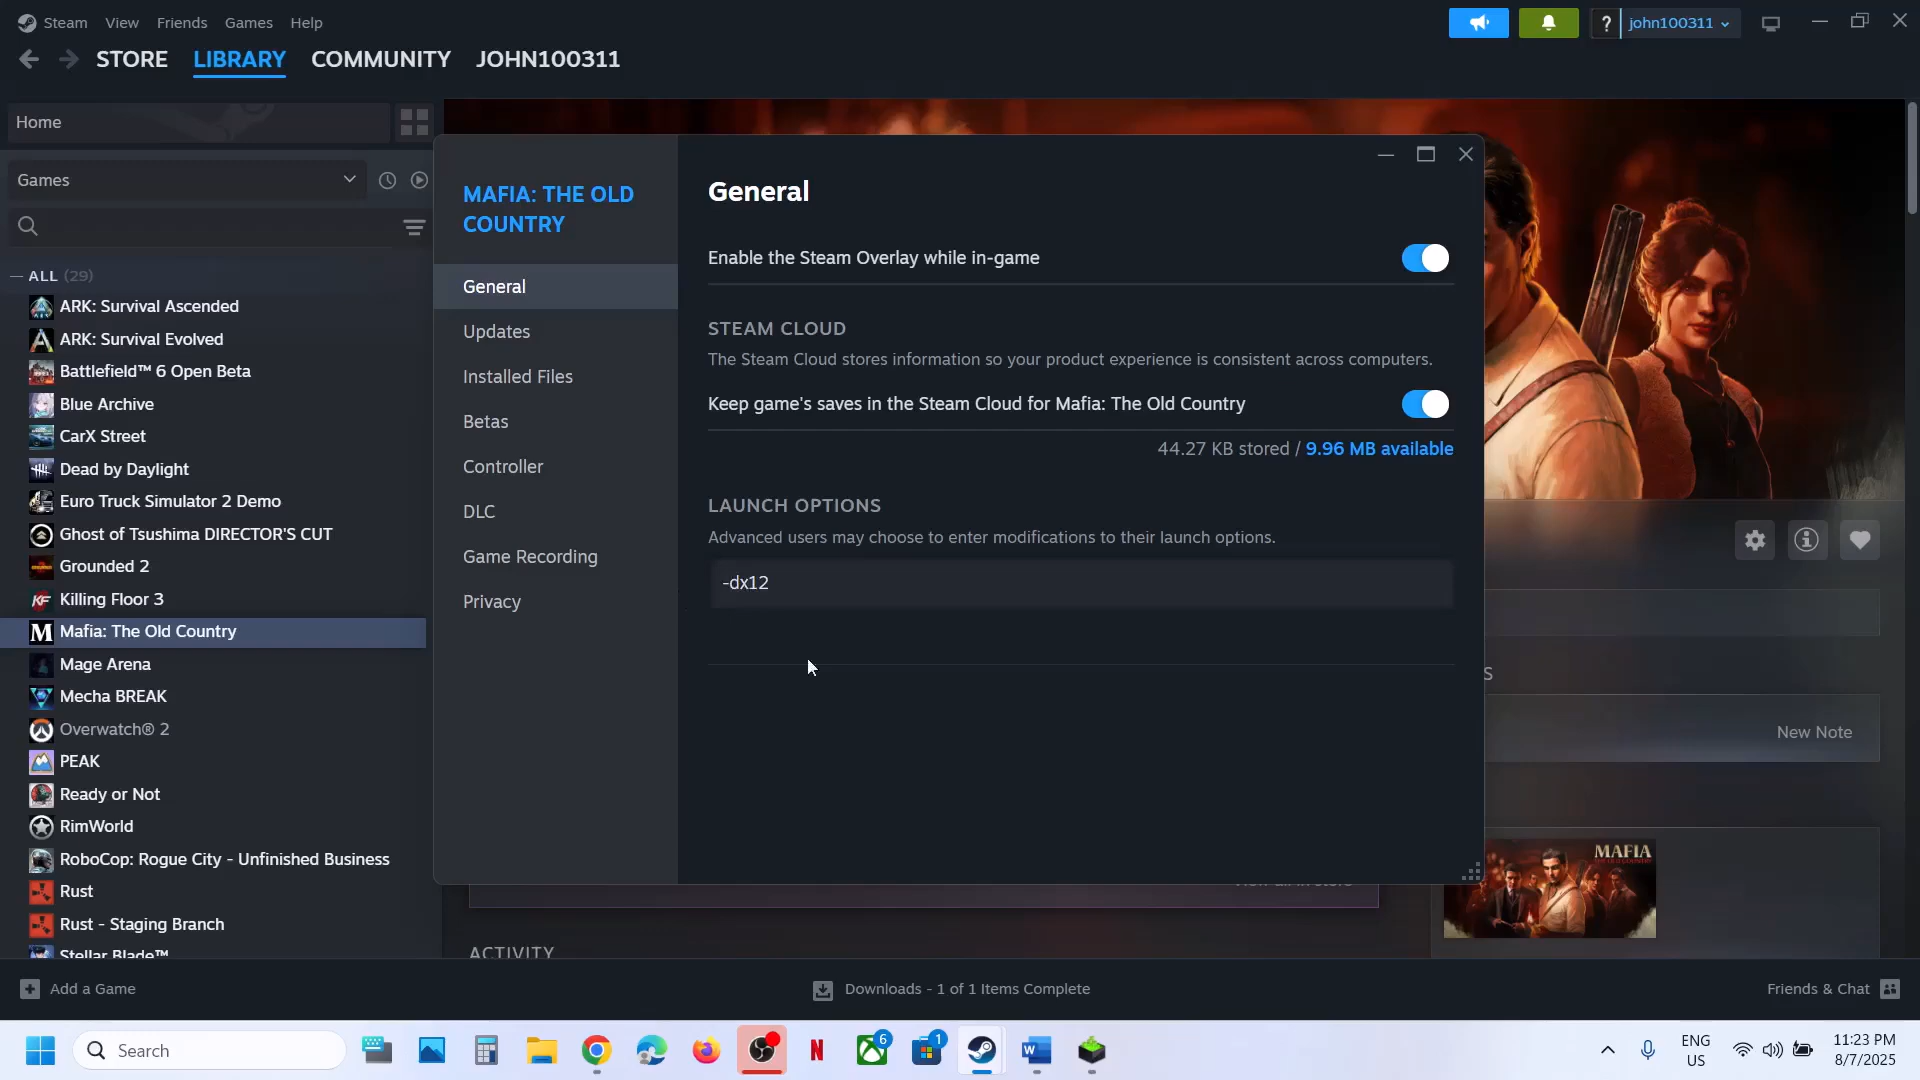 Steam View Friends Games Help
john100311
STORE LIBRARY COMMUNITY JOHN100311
Home
Games
ALL (29)
ARK: Survival Ascended
ARK: Survival Evolved
Battlefield™ 6 Open Beta
Blue Archive
CarX Street
Dead by Daylight
Euro Truck Simulator 2 Demo
Ghost of Tsushima DIRECTOR'S CUT
Grounded 2
Killing Floor 3
Mafia: The Old Country
Mage Arena
Mecha BREAK
Overwatch® 2
PEAK
Ready or Not
RimWorld
RoboCop: Rogue City - Unfinished Business
Rust
Rust - Staging Branch
Stellar Blade™
MAFIA: THE OLD
COUNTRY
General
Updates
Installed Files
Betas
Controller
DLC
Game Recording
Privacy
General
Enable the Steam Overlay while in-game
STEAM CLOUD
The Steam Cloud stores information so your product experience is consistent across computers.
Keep game's saves in the Steam Cloud for Mafia: The Old Country
44.27 KB stored / 9.96 MB available
LAUNCH OPTIONS
Advanced users may choose to enter modifications to their launch options.
-dx12
S
New Note
MAFIA
ACTIVITY
Add a Game
Downloads - 1 of 1 Items Complete
Friends & Chat
Search
6
1
ENG
US
11:23 PM
8/7/2025